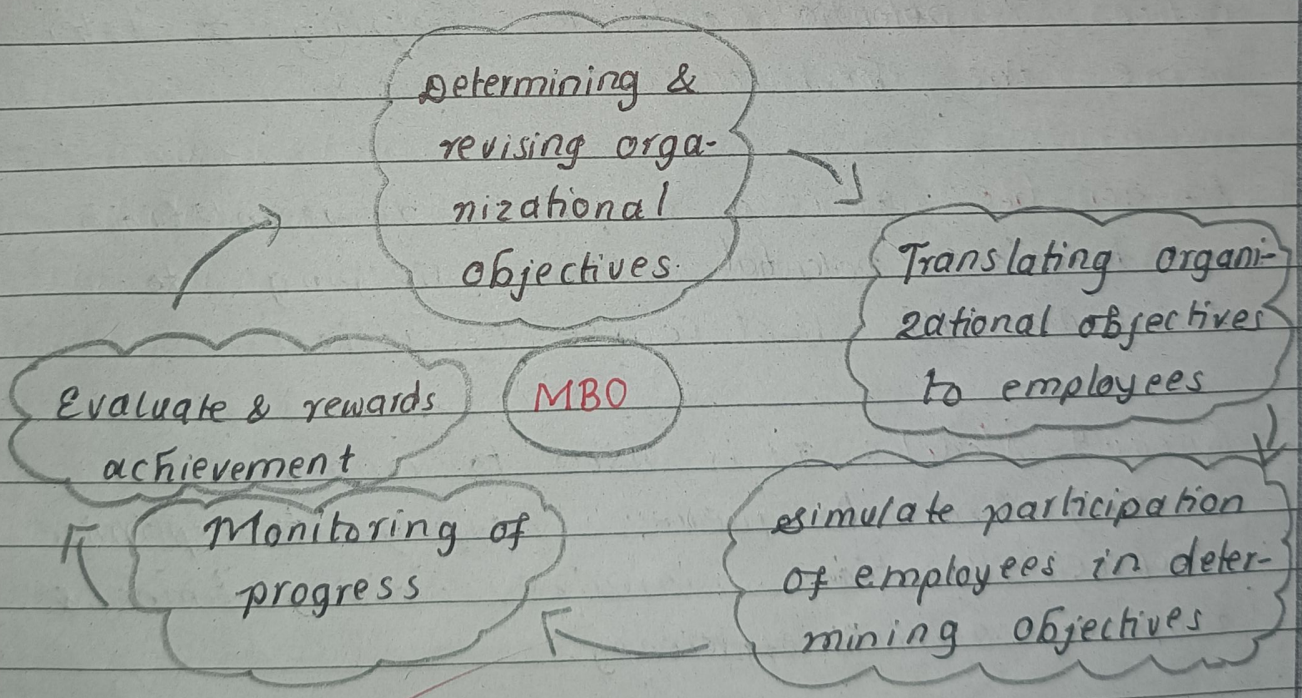 Determining &
revising orga-
nizational
objectives.
Translating organi-
zational objectives
to employees
esimulate participation
of employees in deter-
mining objectives
Monitoring of
progress
Evaluate & rewards
achievement
MBO